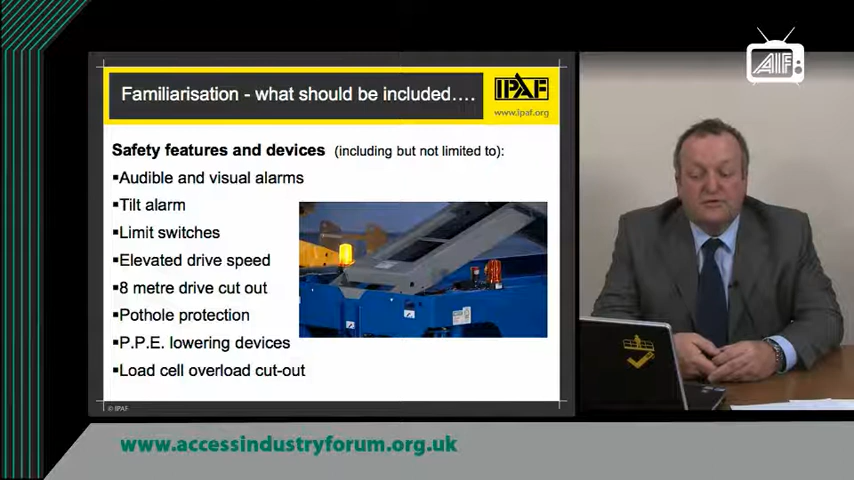 Familiarisation - what should be included....
IPAF
www.ipaf.org
AIF
Safety features and devices (including but not limited to):
▪Audible and visual alarms
▪Tilt alarm
▪Limit switches
▪Elevated drive speed
▪8 metre drive cut out
▪Pothole protection
▪P.P.E. lowering devices
▪Load cell overload cut-out
© IPAF
www.accessindustryforum.org.uk